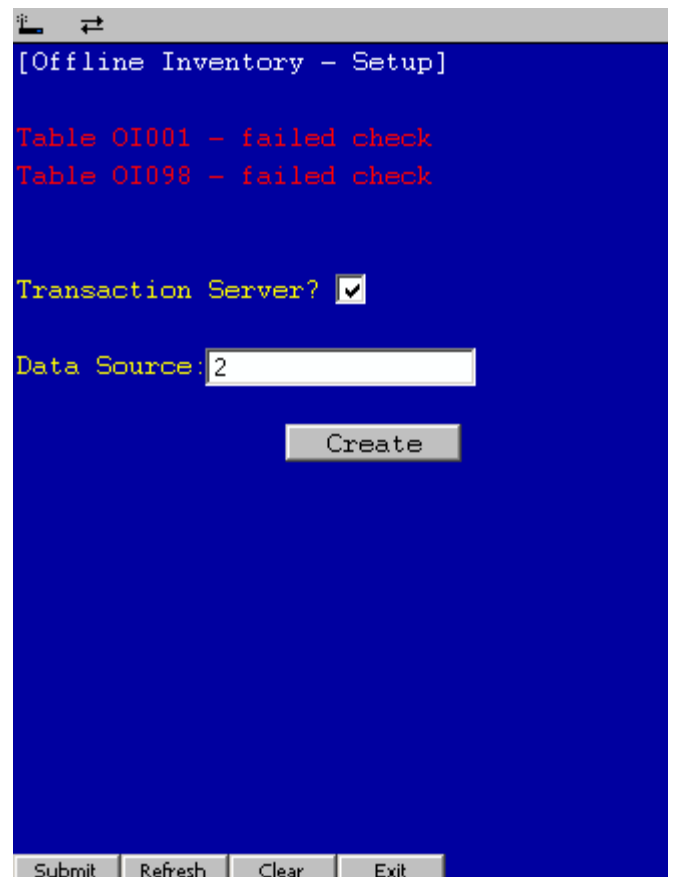 [Offline Inventory – Setup]
Table OI001 – failed check
Table OI098 – failed check
Transaction Server?
Data Source: 2
Create
Submit Refresh Clear Exit